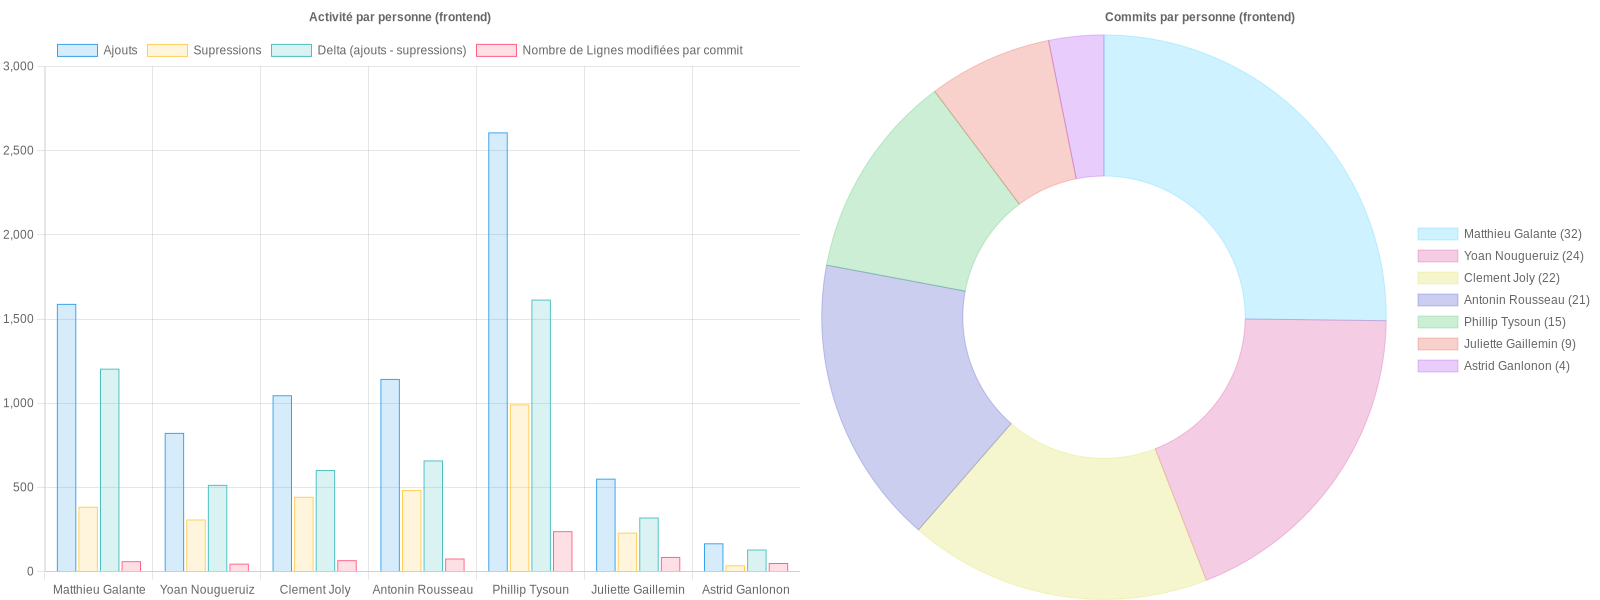 Activité par personne (frontend)
Ajouts
Supressions
Delta (ajouts - supressions)
Nombre de Lignes modifiées par commit
3,000
2,500
2,000
1,500
1,000
500
0
Matthieu Galante
Yoan Nougueruiz
Clement Joly
Antonin Rousseau
Phillip Tysoun
Juliette Gaillemin
Astrid Ganlonon
Commits par personne (frontend)
Matthieu Galante (32)
Yoan Nougueruiz (24)
Clement Joly (22)
Antonin Rousseau (21)
Phillip Tysoun (15)
Juliette Gaillemin (9)
Astrid Ganlonon (4)